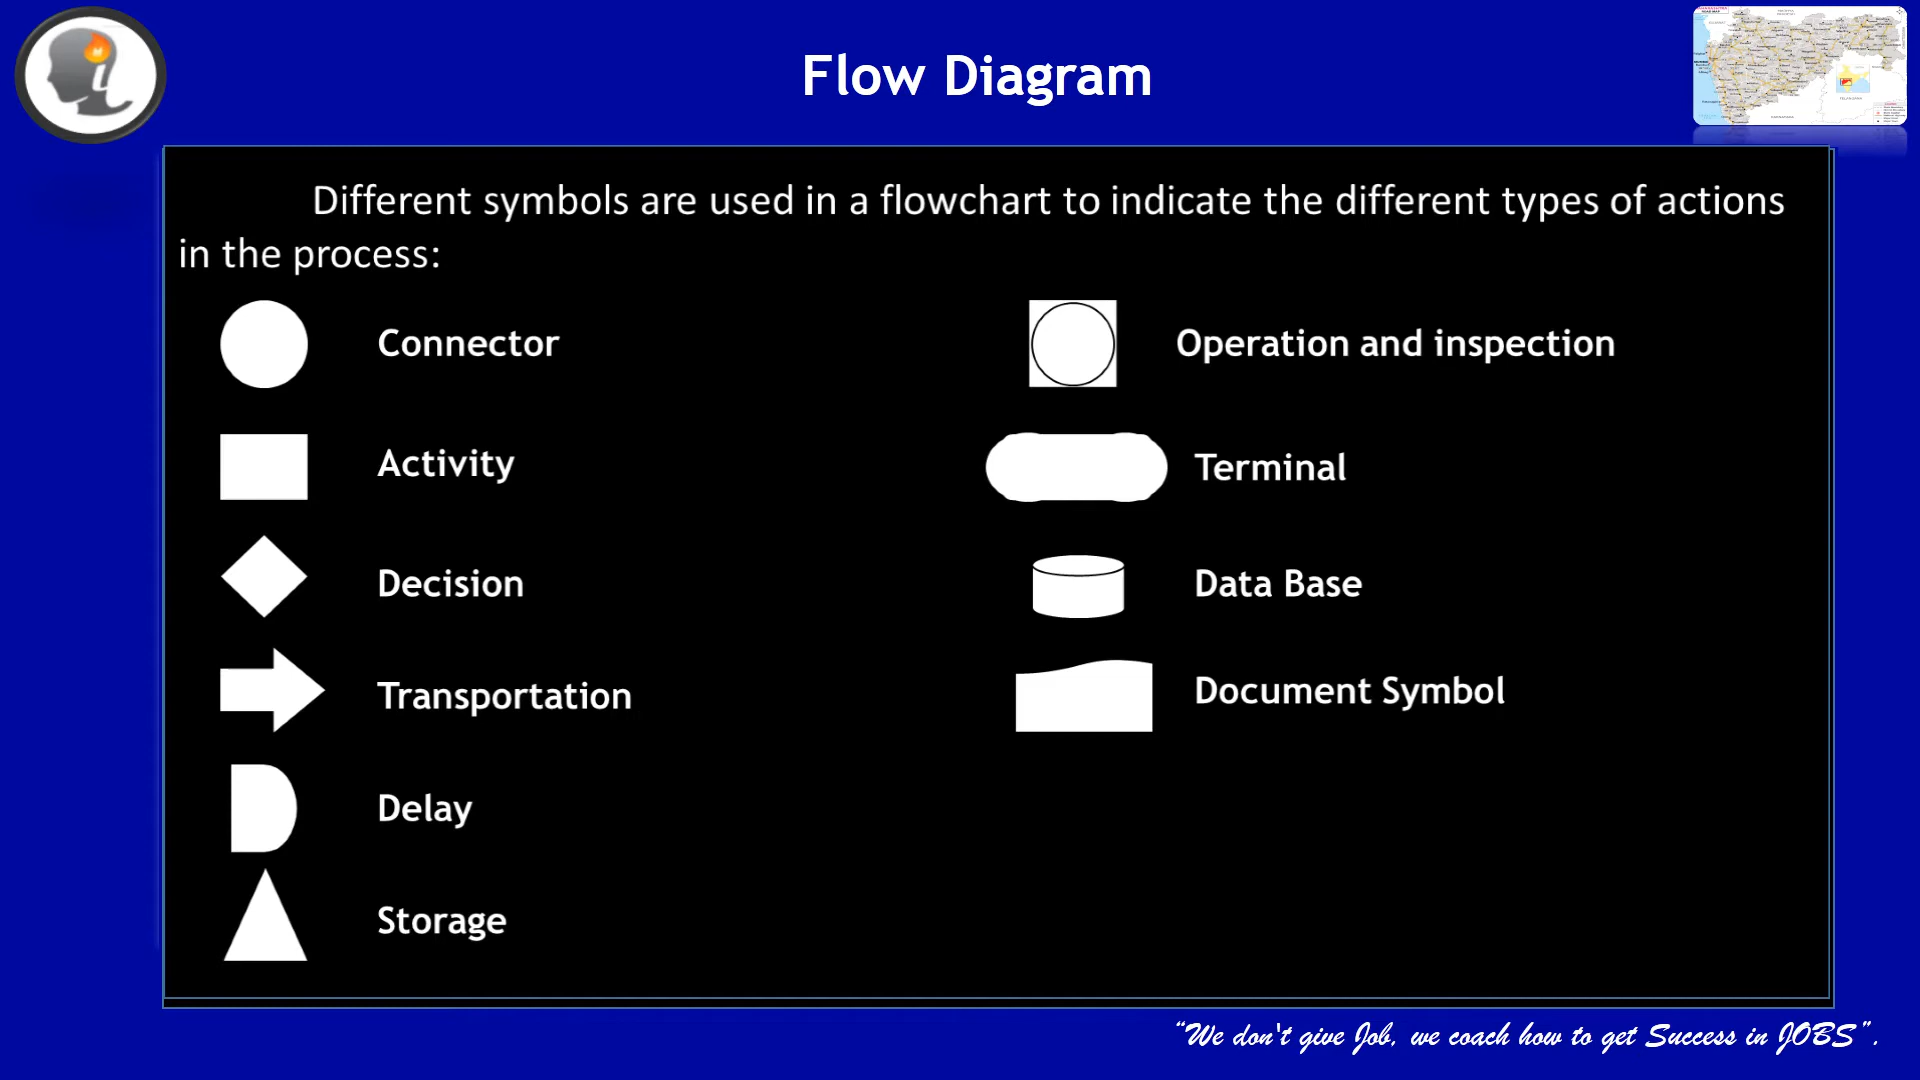 Flow Diagram
Different symbols are used in a flowchart to indicate the different types of actions
in the process:
Connector
Operation and inspection
Activity
Terminal
Decision
Data Base
Transportation
Document Symbol
Delay
Storage
“We don't give Job, we coach how to get Success in JOBS”.